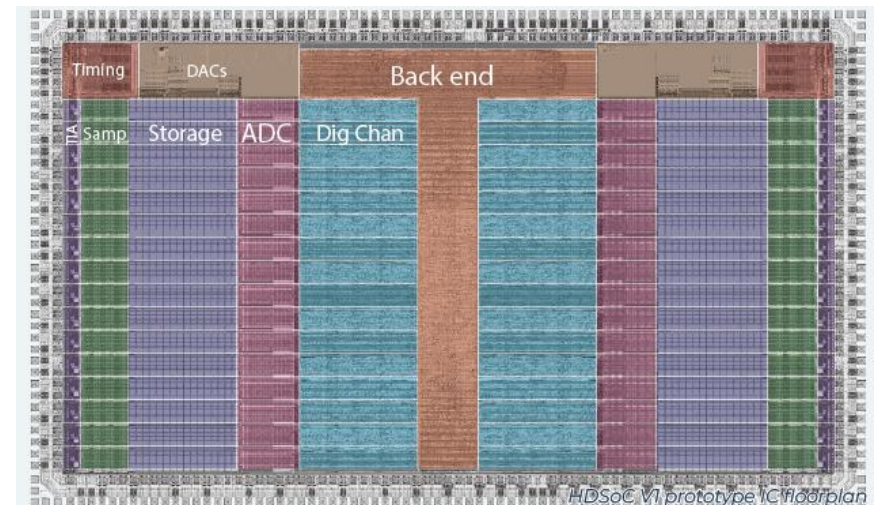 Timing
DACs
Back end
TIA
Samp
Storage
ADC
Dig Chan
HDSoC V1 prototype IC floorplan